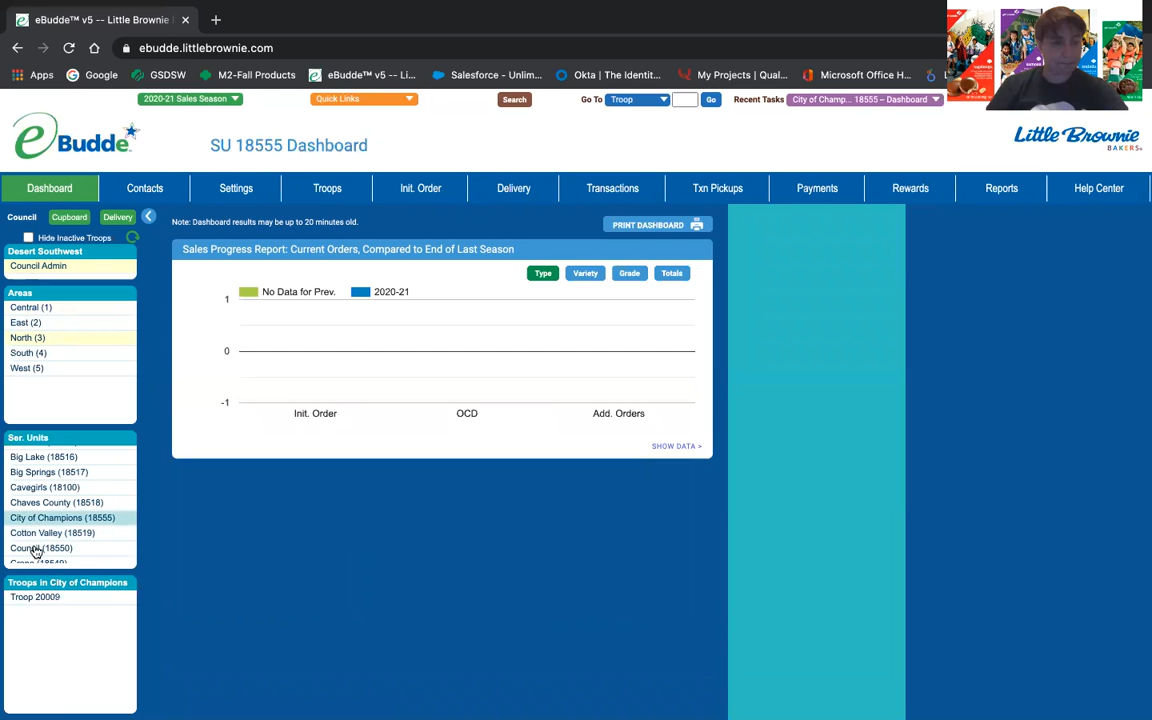 eBudde™ v5 -- Little Brownie
ebudde.littlebrownie.com
Apps
Google
GSDSW
M2-Fall Products
eBudde™ v5 -- Li...
Salesforce - Unlim...
Okta | The Identit...
My Projects | Qual...
Microsoft Office H...
2020-21 Sales Season
Quick Links
Search
Go To
Troop
Go
Recent Tasks
City of Champ... 18555 – Dashboard
eBudde
SU 18555 Dashboard
Little Brownie
BAKERS
Dashboard
Contacts
Settings
Troops
Init. Order
Delivery
Transactions
Txn Pickups
Payments
Rewards
Reports
Help Center
Council
Cupboard
Delivery
Hide Inactive Troops
Desert Southwest
Council Admin
Areas
Central (1)
East (2)
North (3)
South (4)
West (5)
Ser. Units
Big Lake (18516)
Big Springs (18517)
Cavegirls (18100)
Chaves County (18518)
City of Champions (18555)
Cotton Valley (18519)
Council (18550)
Troops in City of Champions
Troop 20009
Note: Dashboard results may be up to 20 minutes old.
PRINT DASHBOARD
Sales Progress Report: Current Orders, Compared to End of Last Season
Type
Variety
Grade
Totals
No Data for Prev.
2020-21
1
0
-1
Init. Order
OCD
Add. Orders
SHOW DATA >